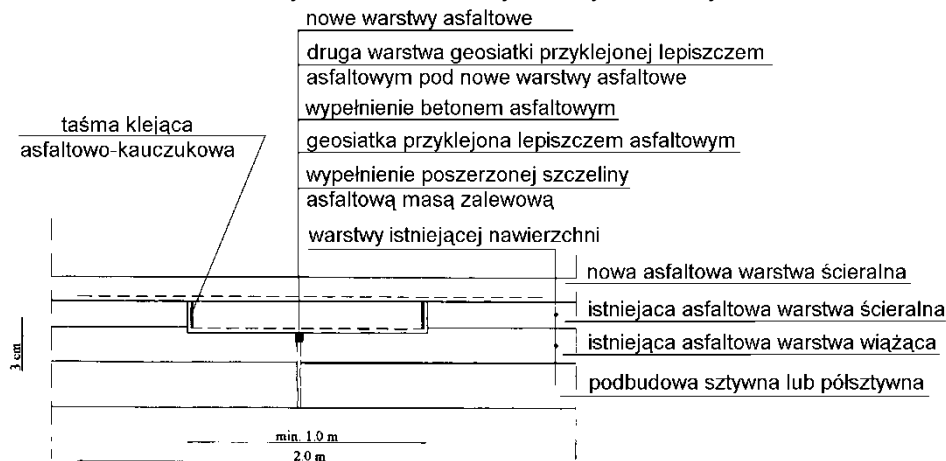 nowe warstwy asfaltowe
druga warstwa geosiatki przyklejonej lepiszczem
asfaltowym pod nowe warstwy asfaltowe
wypełnienie betonem asfaltowym
taśma klejąca
asfaltowo-kauczukowa
geosiatka przyklejona lepiszczem asfaltowym
wypełnienie poszerzonej szczeliny
asfaltową masą zalewową
warstwy istniejącej nawierzchni
nowa asfaltowa warstwa ścieralna
istniejaca asfaltowa warstwa ścieralna
istniejąca asfaltowa warstwa wiążąca
podbudowa sztywna lub półsztywna
3 cm
min. 1.0 m
2.0 m